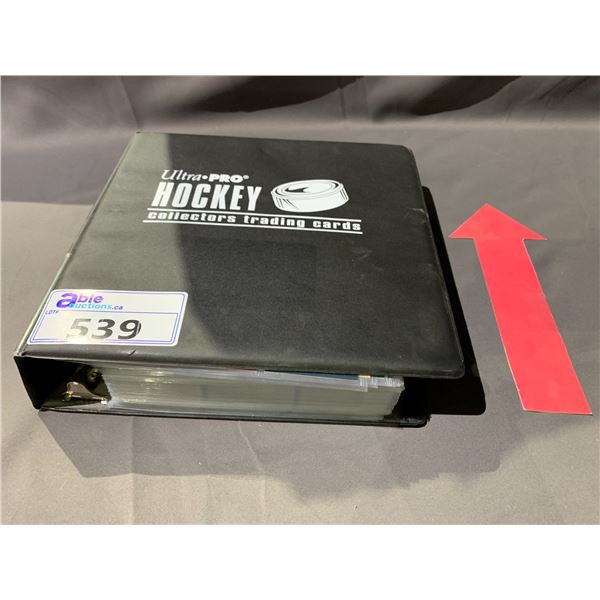 Ultra•PRO®
HOCKEY
collectors trading cards
able
auctions.ca
LOT#
539